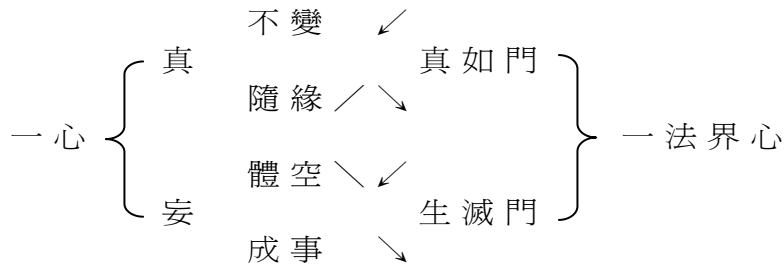 不變
真 真如門
隨緣
一心 一法界心
體空
妄 生滅門
成事